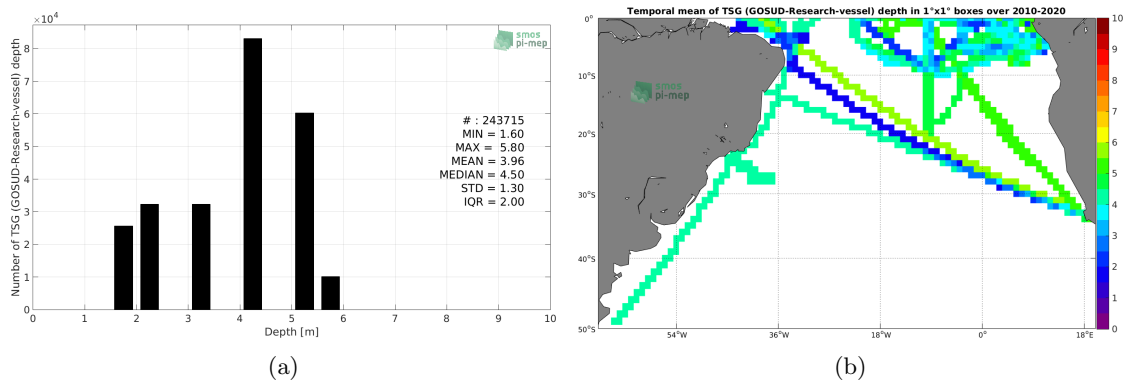 ×10⁴
8
7
6
5
4
3
2
1
0
Number of TSG (GOSUD-Research-vessel) depth
0 1 2 3 4 5 6 7 8 9 10
Depth [m]
smos
pi-mep
# : 243715
MIN = 1.60
MAX = 5.80
MEAN = 3.96
MEDIAN = 4.50
STD = 1.30
IQR = 2.00
(a)
Temporal mean of TSG (GOSUD-Research-vessel) depth in 1°x1° boxes over 2010-2020
0°
10°S
20°S
30°S
40°S
50°S
54°W 36°W 18°W 0° 18°E
smos
pi-mep
10
9
8
7
6
5
4
3
2
1
0
(b)